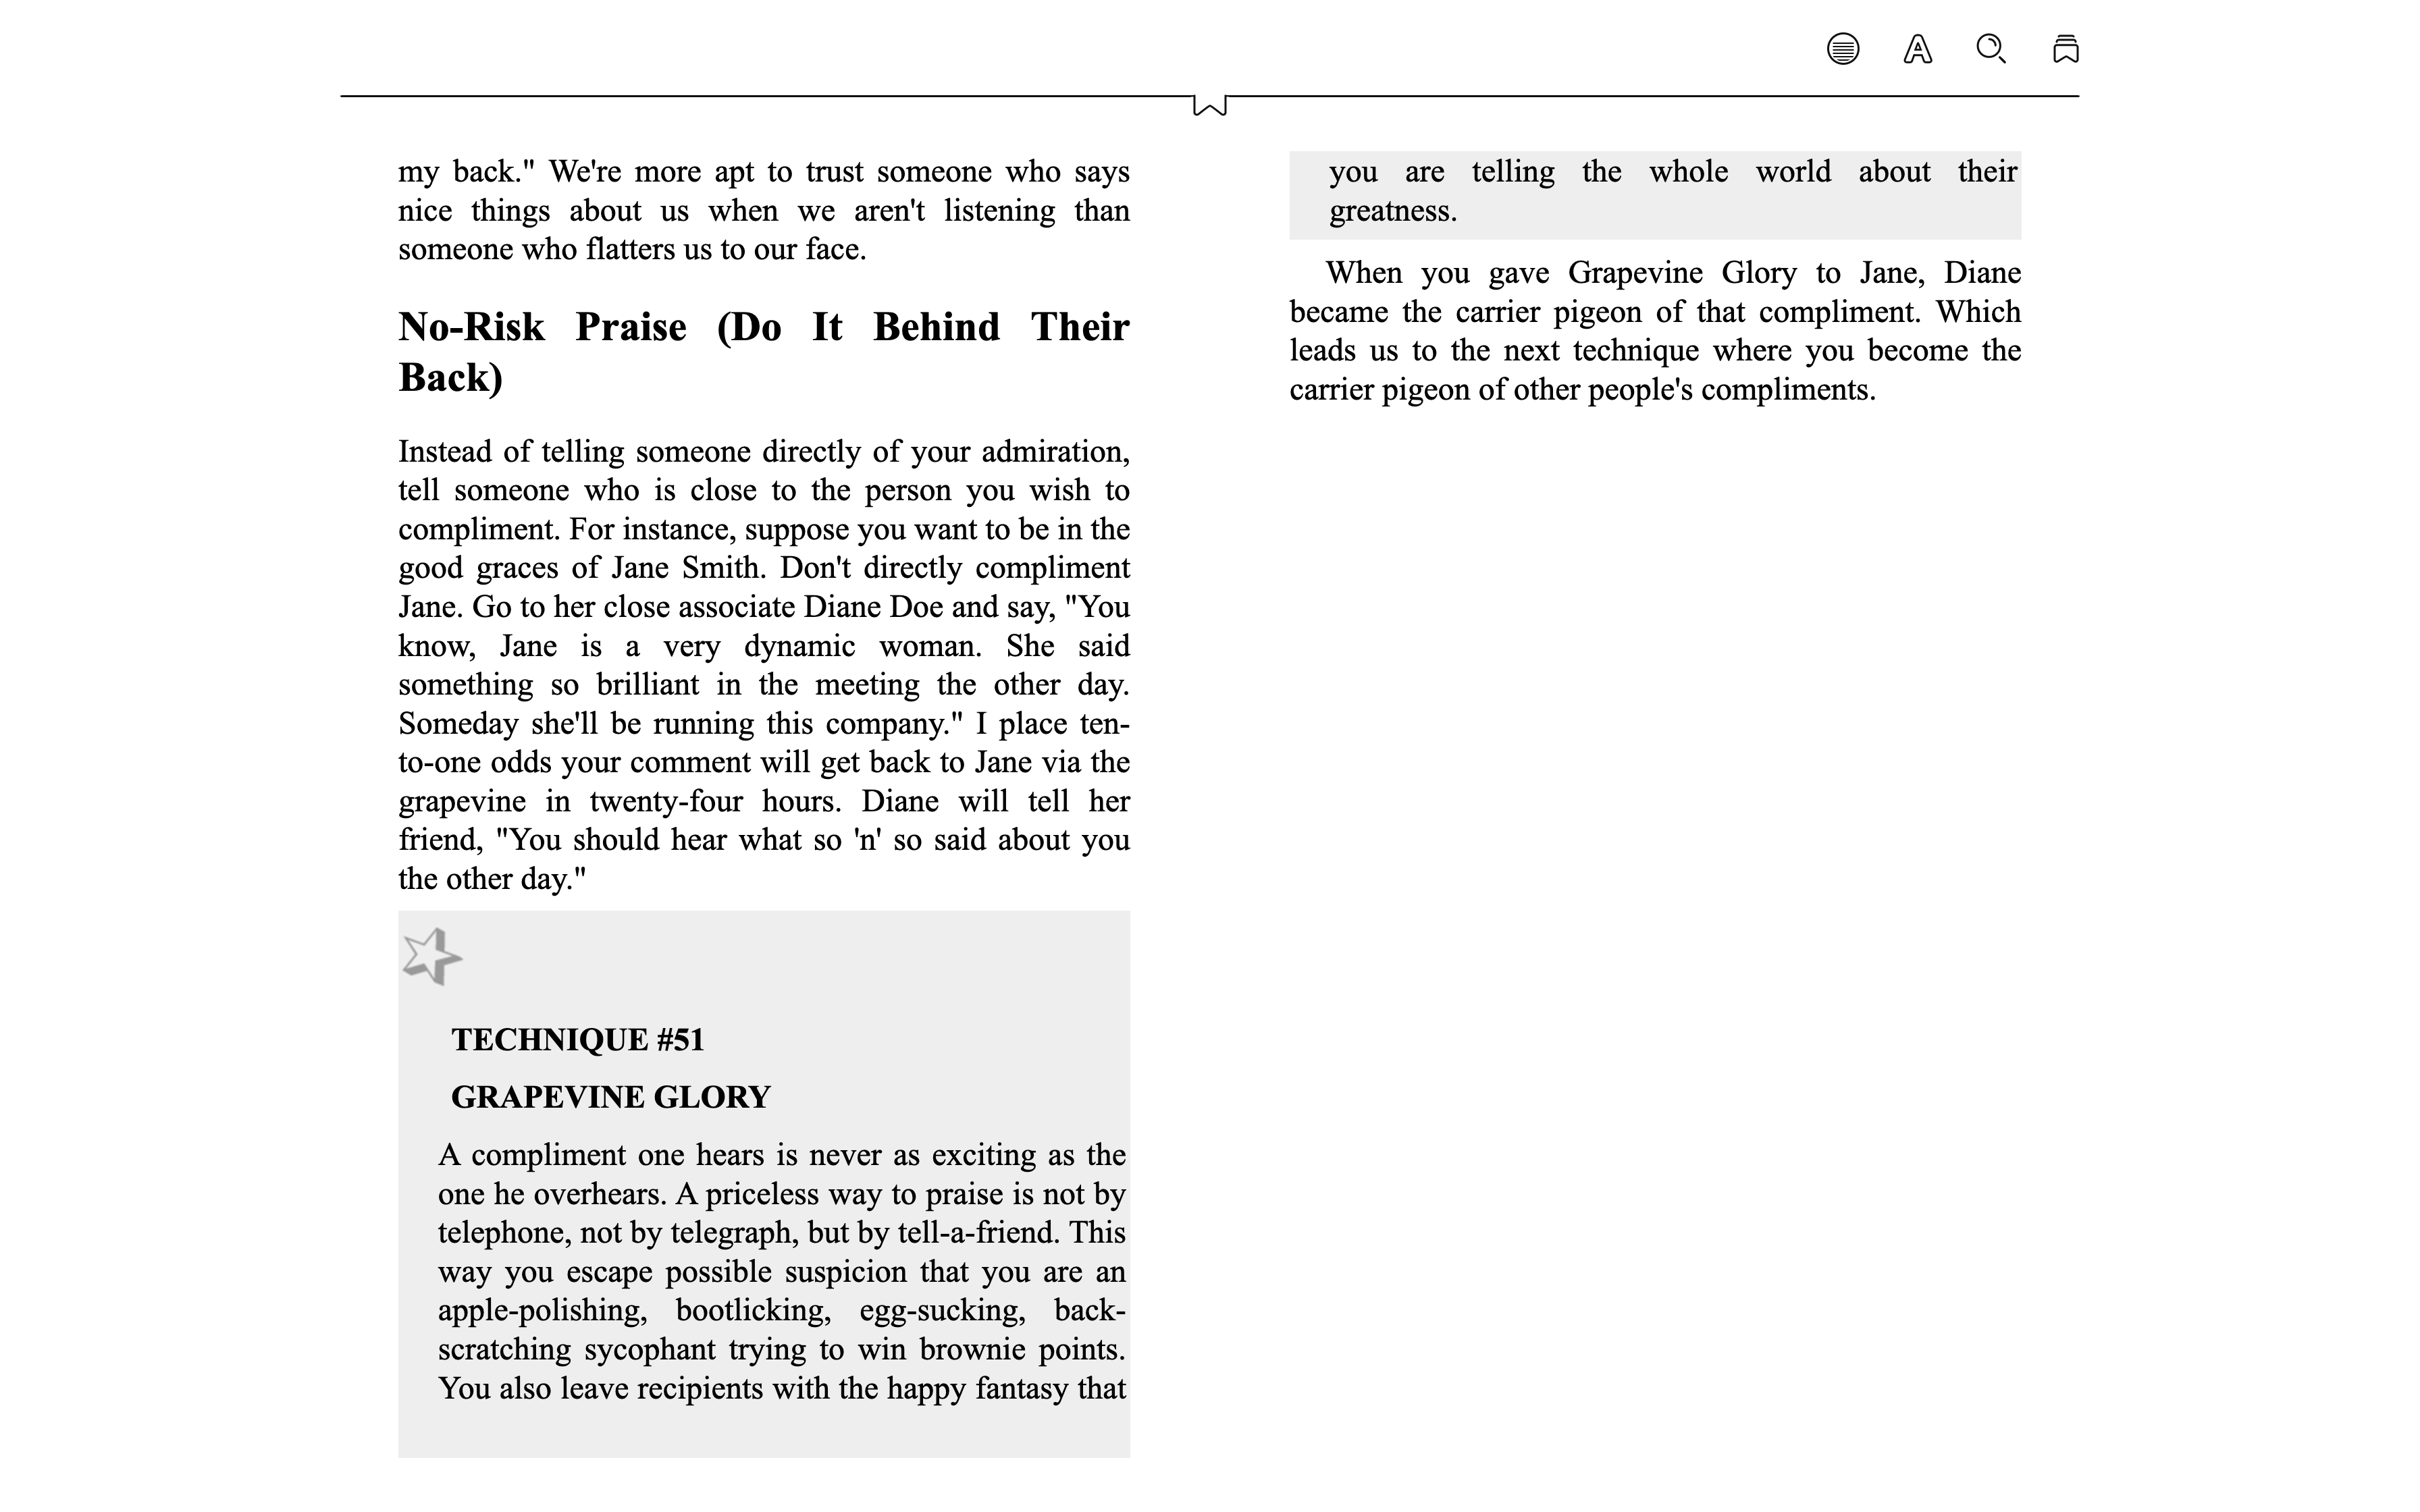 my back." We're more apt to trust someone who says
nice things about us when we aren't listening than
someone who flatters us to our face.
No-Risk Praise (Do It Behind Their
Back)
Instead of telling someone directly of your admiration,
tell someone who is close to the person you wish to
compliment. For instance, suppose you want to be in the
good graces of Jane Smith. Don't directly compliment
Jane. Go to her close associate Diane Doe and say, "You
know, Jane is a very dynamic woman. She said
something so brilliant in the meeting the other day.
Someday she'll be running this company." I place ten-
to-one odds your comment will get back to Jane via the
grapevine in twenty-four hours. Diane will tell her
friend, "You should hear what so 'n' so said about you
the other day."
TECHNIQUE #51
GRAPEVINE GLORY
A compliment one hears is never as exciting as the
one he overhears. A priceless way to praise is not by
telephone, not by telegraph, but by tell-a-friend. This
way you escape possible suspicion that you are an
apple-polishing, bootlicking, egg-sucking, back-
scratching sycophant trying to win brownie points.
You also leave recipients with the happy fantasy that
you are telling the whole world about their
greatness.
When you gave Grapevine Glory to Jane, Diane
became the carrier pigeon of that compliment. Which
leads us to the next technique where you become the
carrier pigeon of other people's compliments.